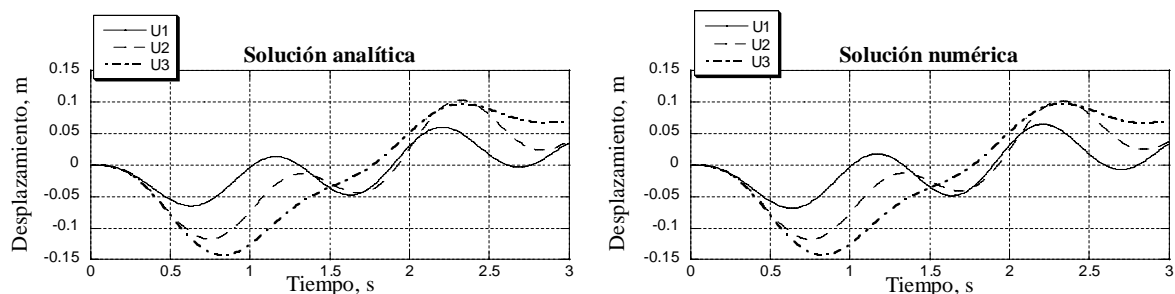 U1
U2
U3
Solución analítica
Desplazamiento, m
0.15
0.1
0.05
0
-0.05
-0.1
-0.15
0 0.5 1 1.5 2 2.5 3
Tiempo, s
U1
U2
U3
Solución numérica
Desplazamiento, m
0.15
0.1
0.05
0
-0.05
-0.1
-0.15
0 0.5 1 1.5 2 2.5 3
Tiempo, s